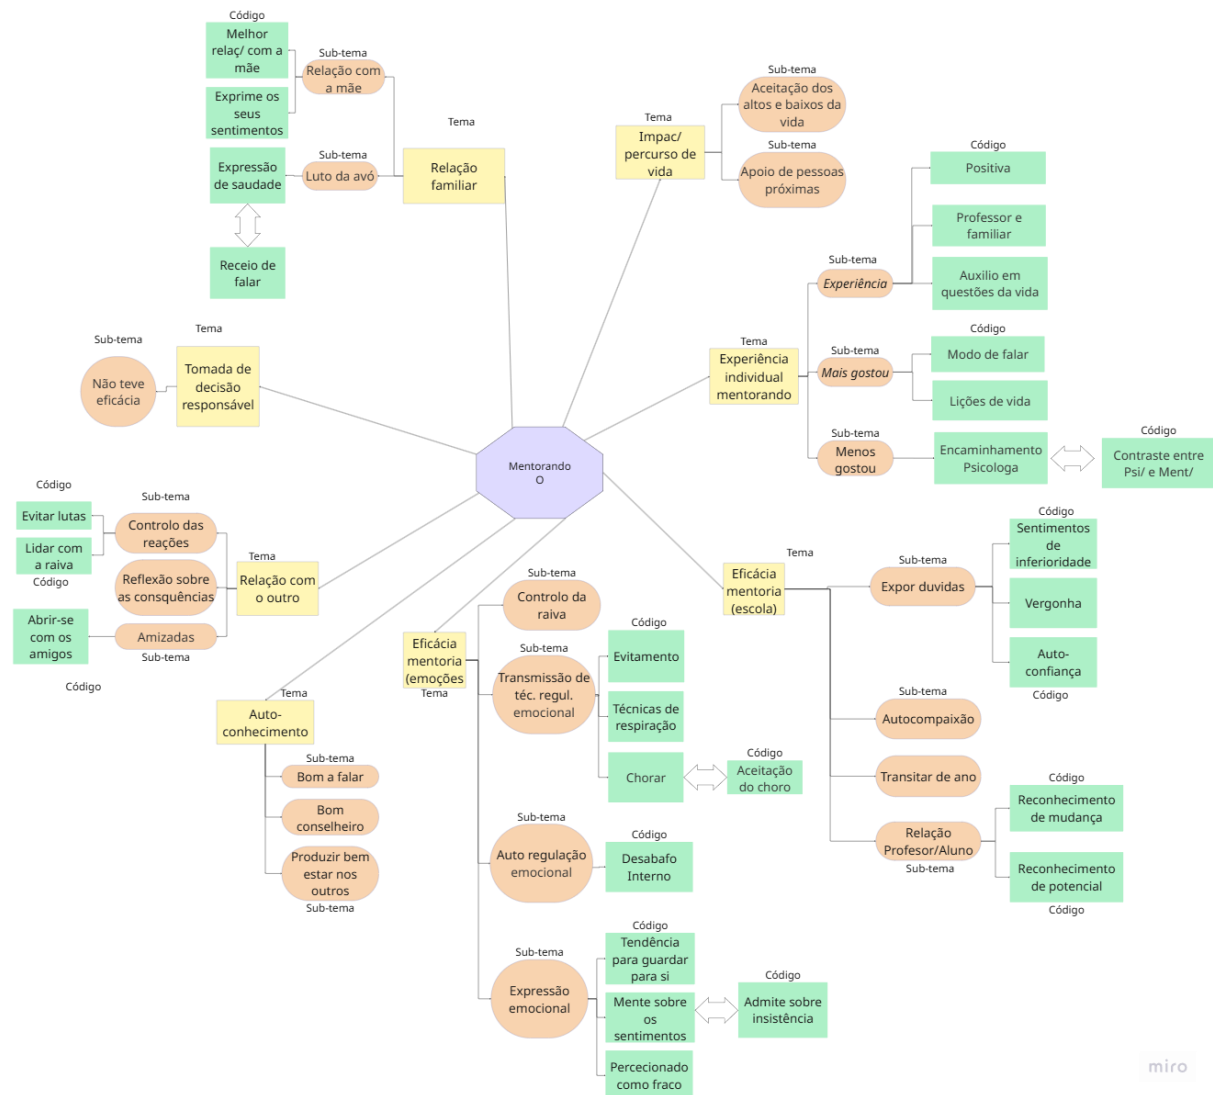 Código
Melhor
relaç/ com a
mãe
Exprime os
seus
sentimentos
Sub-tema
Relação com
a mãe
Tema
Relação
familiar
Sub-tema
Luto da avó
Expressão
de saudade
Receio de
falar
Tema
Impac/
percurso de
vida
Sub-tema
Aceitação dos
altos e baixos da
vida
Sub-tema
Apoio de pessoas
próximas
Tema
Experiência
individual
mentorando
Sub-tema
Experiência
Código
Positiva
Professor e
familiar
Auxilio em
questões da vida
Sub-tema
Mais gostou
Código
Modo de falar
Lições de vida
Sub-tema
Menos
gostou
Encaminhamento
Psicologa
Código
Contraste entre
Psi/ e Ment/
Tema
Tomada de
decisão
responsável
Sub-tema
Não teve
eficácia
Mentorando
O
Tema
Relação com
o outro
Sub-tema
Controlo das
reações
Código
Evitar lutas
Lidar com
a raiva
Código
Reflexão sobre
as consquências
Amizadas
Sub-tema
Abrir-se
com os
amigos
Código
Tema
Auto-
conhecimento
Sub-tema
Bom a falar
Bom
conselheiro
Produzir bem
estar nos
outros
Sub-tema
Eficácia
mentoria
(emoções
Tema
Sub-tema
Controlo da
raiva
Sub-tema
Transmissão de
téc. regul.
emocional
Código
Evitamento
Técnicas de
respiração
Chorar
Código
Aceitação
do choro
Sub-tema
Auto regulação
emocional
Código
Desabafo
Interno
Sub-tema
Expressão
emocional
Código
Tendência
para guardar
para si
Mente sobre
os
sentimentos
Código
Admite sobre
insistência
Percecionado
como fraco
Tema
Eficácia
mentoria
(escola)
Sub-tema
Expor duvidas
Código
Sentimentos
de
inferioridade
Vergonha
Auto-
confiança
Código
Sub-tema
Autocompaixão
Transitar de ano
Relação
Profesor/Aluno
Sub-tema
Código
Reconhecimento
de mudança
Reconhecimento
de potencial
Código
miro